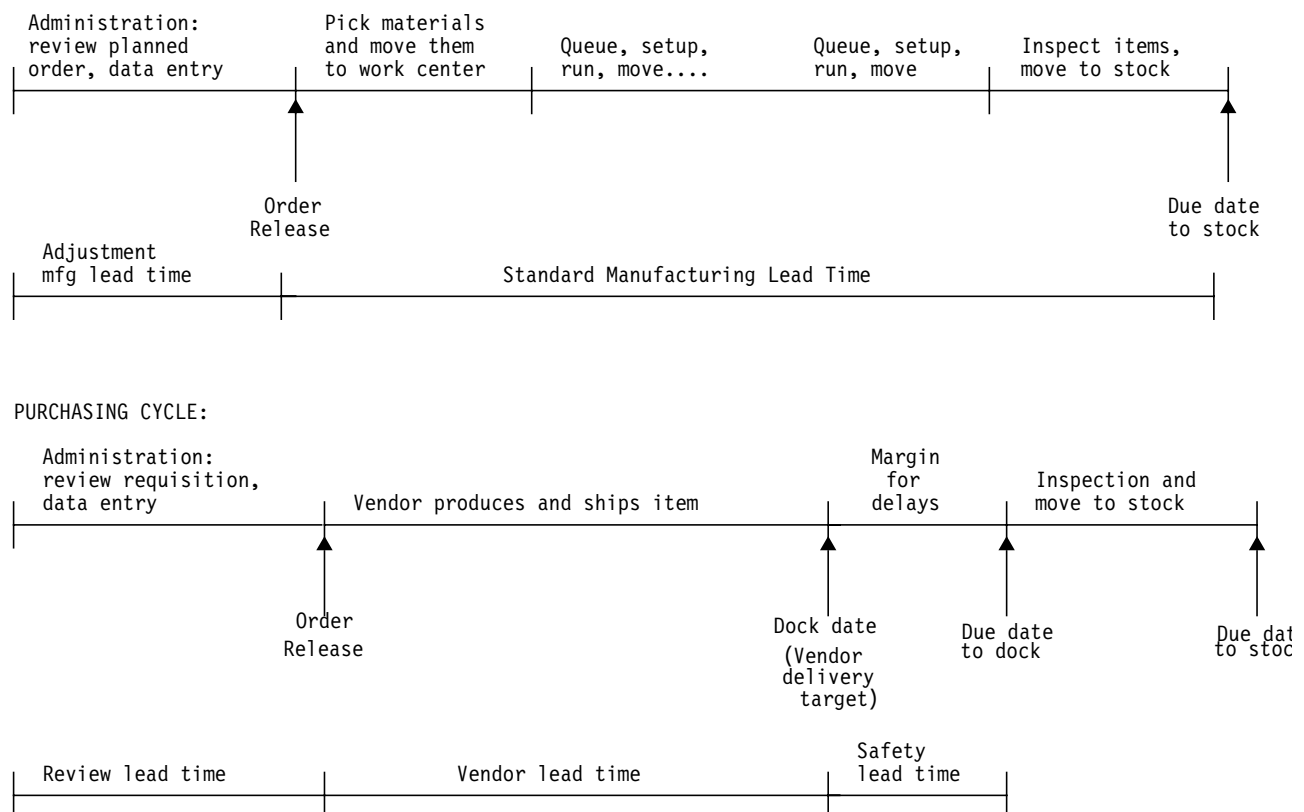 Administration:
review planned
order, data entry
Pick materials
and move them
to work center
Queue, setup,
run, move....
Queue, setup,
run, move
Inspect items,
move to stock
Order
Release
Due date
to stock
Adjustment
mfg lead time
Standard Manufacturing Lead Time
PURCHASING CYCLE:
Administration:
review requisition,
data entry
Vendor produces and ships item
Margin
for
delays
Inspection and
move to stock
Order
Release
Dock date
(Vendor
delivery
target)
Due date
to dock
Due dat
to stoc
Review lead time
Vendor lead time
Safety
lead time